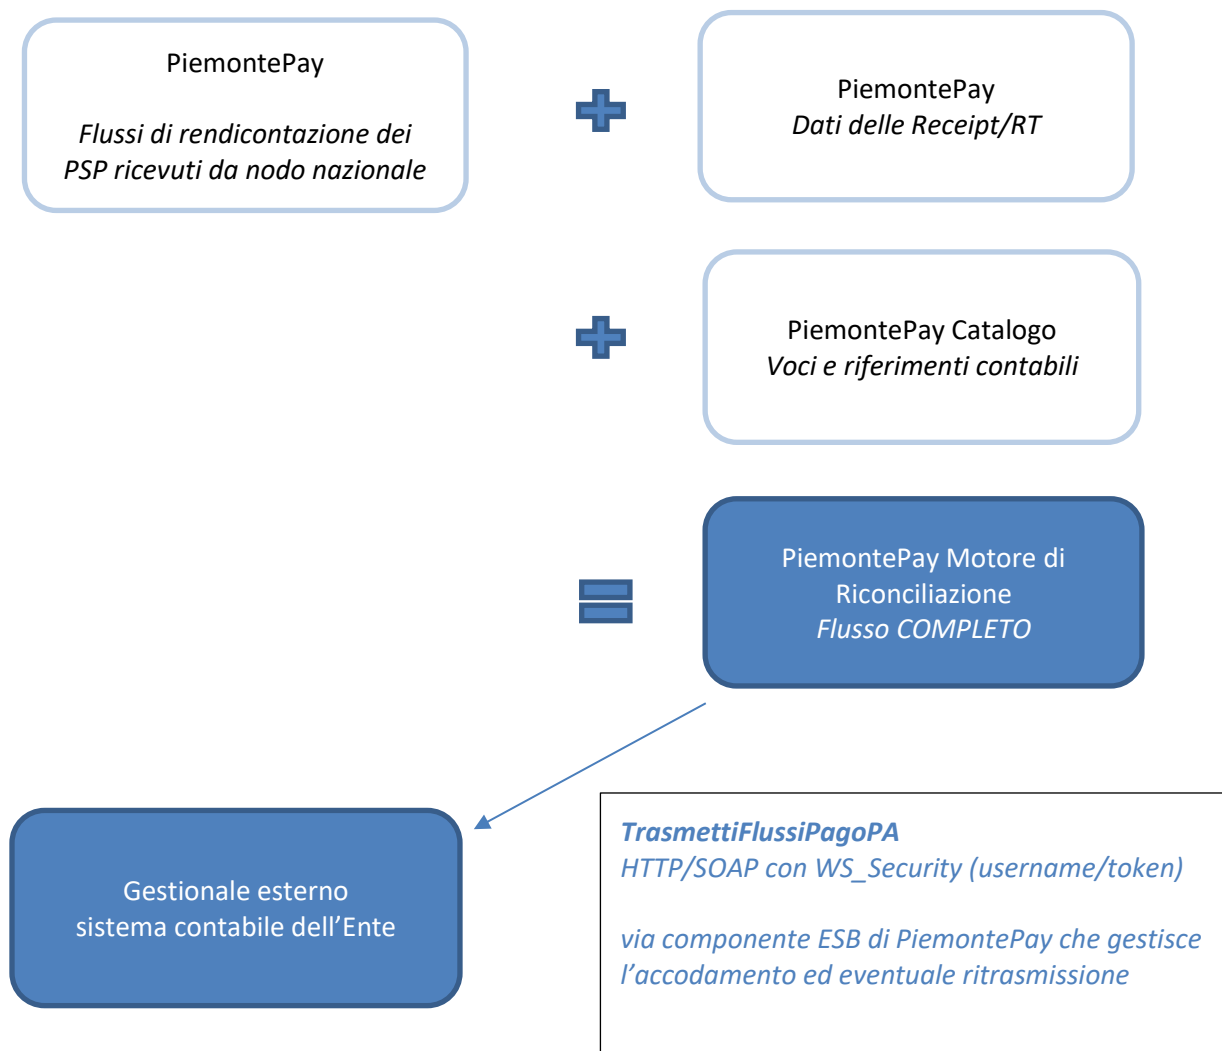 PiemontePay
Flussi di rendicontazione dei
PSP ricevuti da nodo nazionale
PiemontePay
Dati delle Receipt/RT
PiemontePay Catalogo
Voci e riferimenti contabili
PiemontePay Motore di
Riconciliazione
Flusso COMPLETO
Gestionale esterno
sistema contabile dell’Ente
TrasmettiFlussiPagoPA
HTTP/SOAP con WS_Security (username/token)
via componente ESB di PiemontePay che gestisce
l’accodamento ed eventuale ritrasmissione